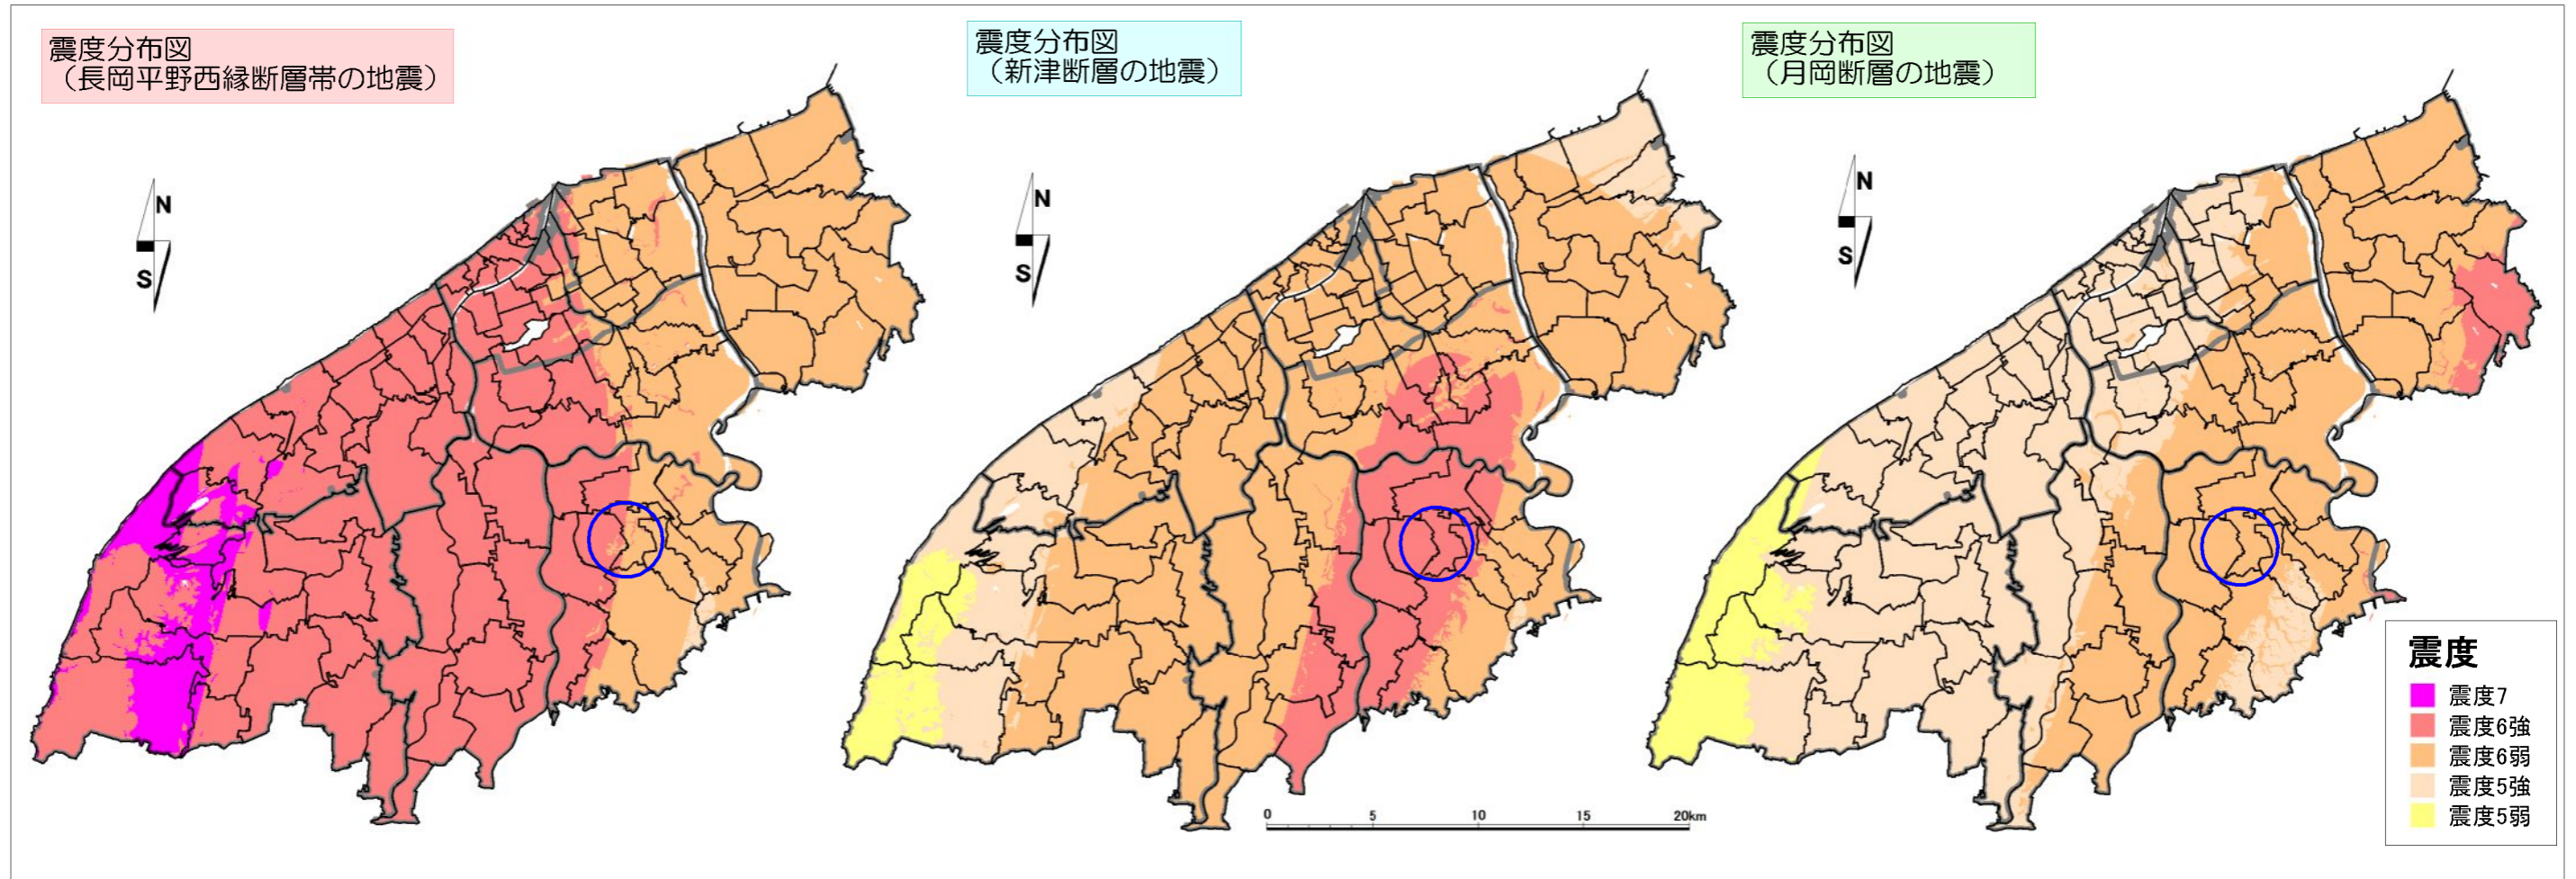 震度分布図
（長岡平野西縁断層帯の地震）
震度分布図
（新津断層の地震）
震度分布図
（月岡断層の地震）
N
S
N
S
N
S
0 5 10 15 20km
震度
震度7
震度6強
震度6弱
震度5強
震度5弱